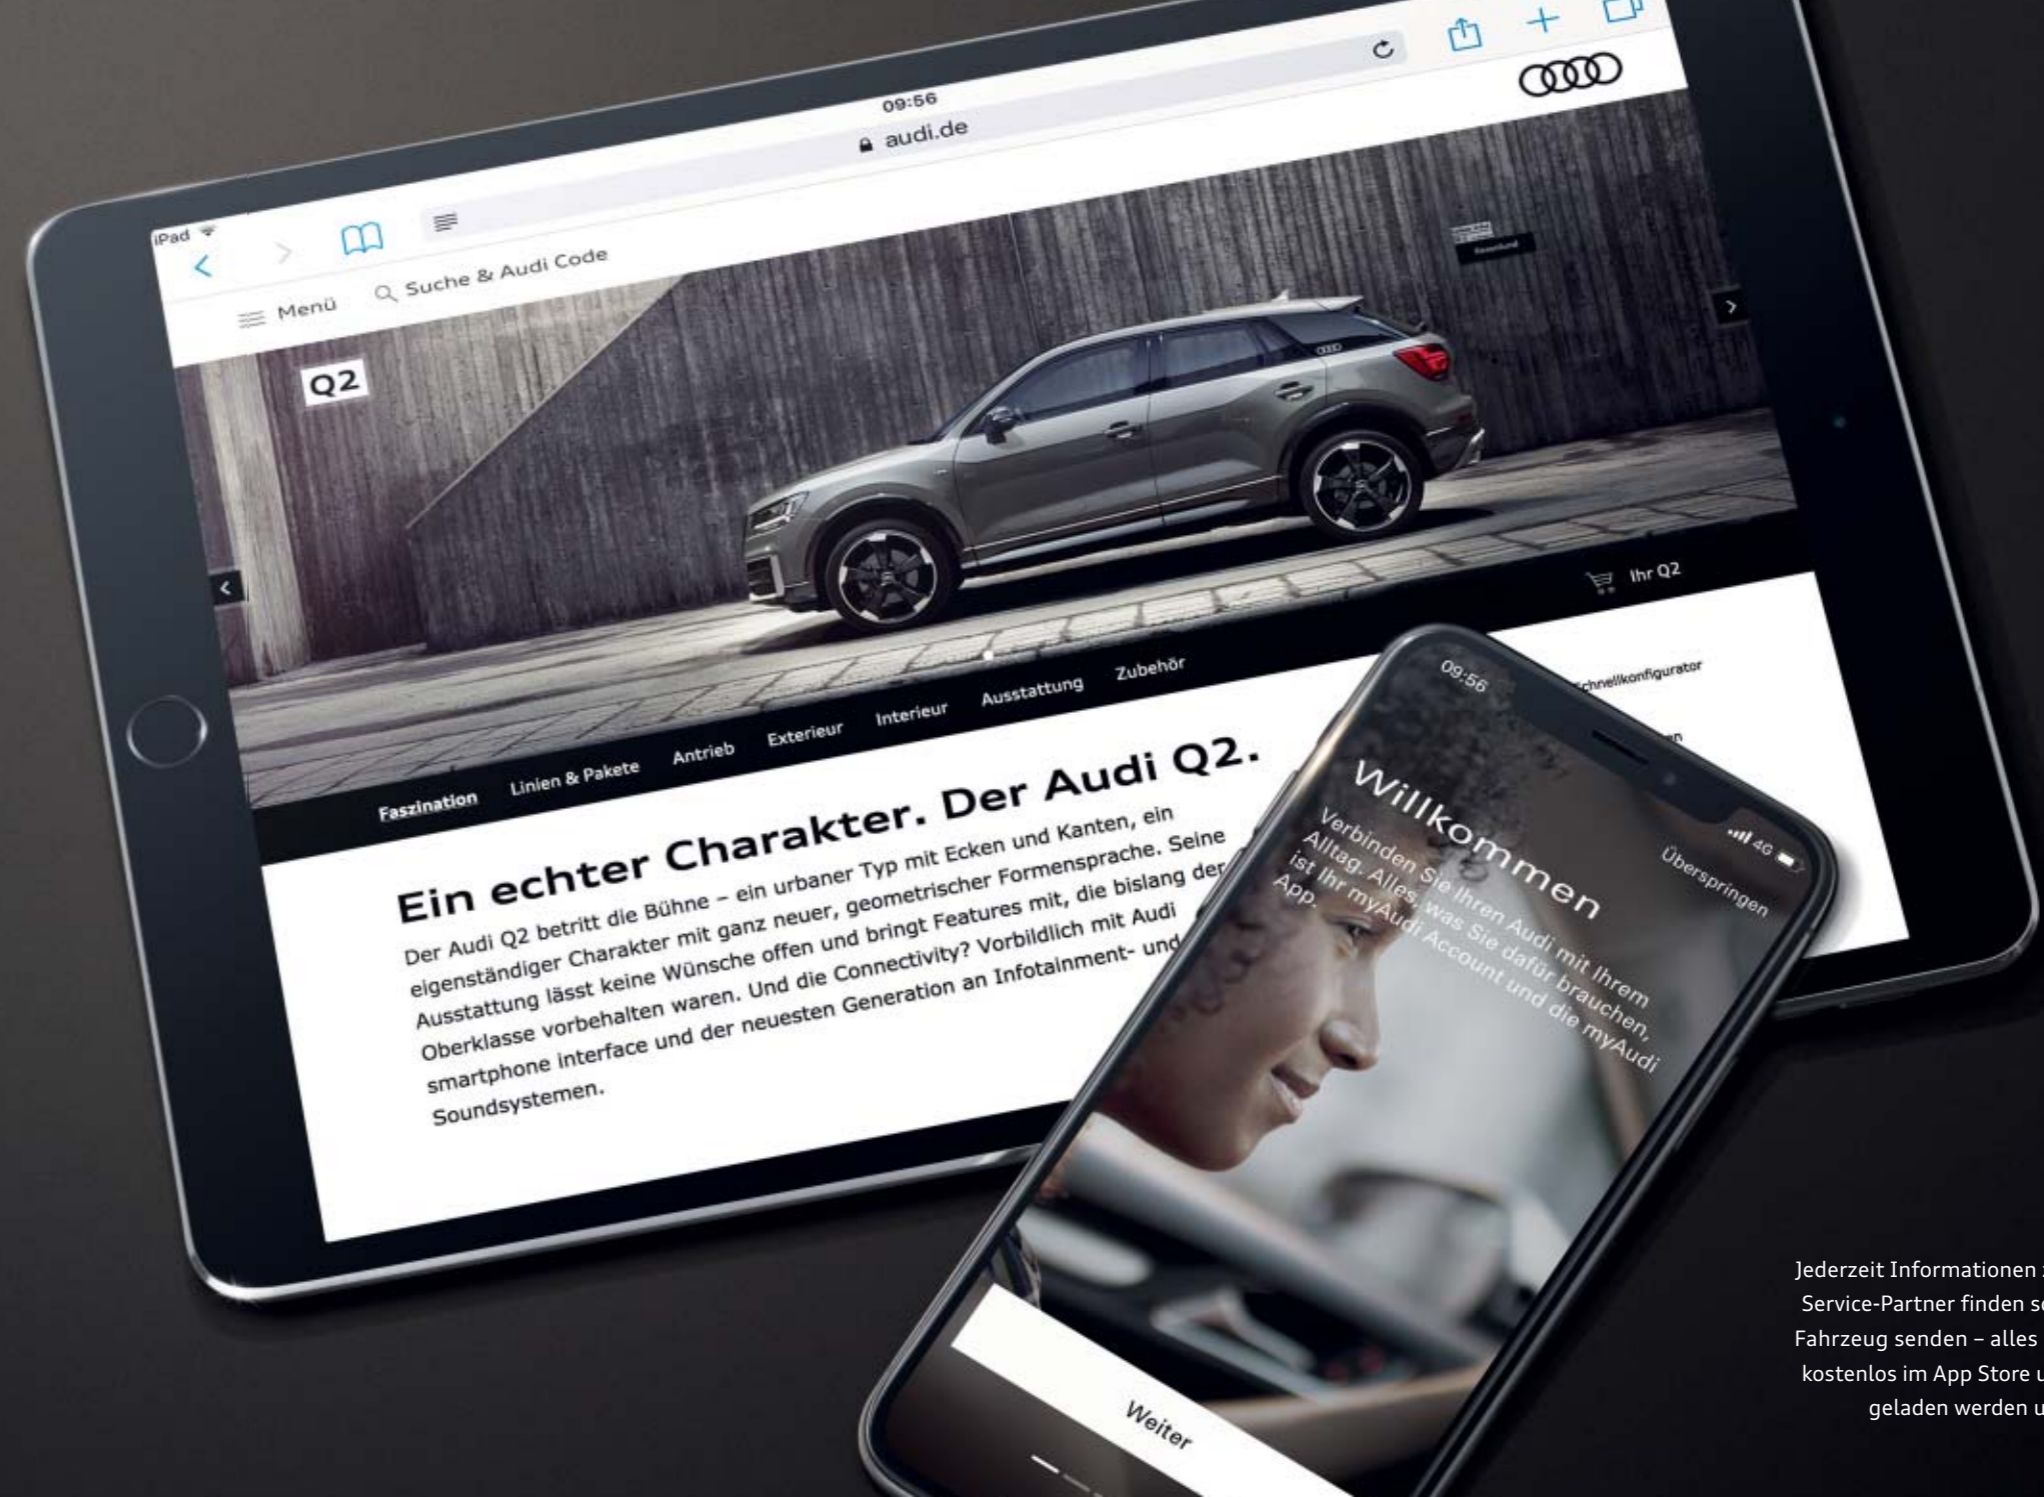 09:56
iPad
audi.de
Menü
Suche & Audi Code
Q2
Ihr Q2
Faszination
Linien & Pakete
Antrieb
Exterieur
Interieur
Ausstattung
Zubehör
Ein echter Charakter. Der Audi Q2.
Der Audi Q2 betritt die Bühne – ein urbaner Typ mit Ecken und Kanten, ein
eigenständiger Charakter mit ganz neuer, geometrischer Formensprache. Seine
Ausstattung lässt keine Wünsche offen und bringt Features mit, die bislang der
Oberklasse vorbehalten waren. Und die Connectivity? Vorbildlich mit Audi
smartphone interface und der neuesten Generation an Infotainment- und
Soundsystemen.
chnellkonfigurator
en
09:56
4G
Überspringen
Willkommen
Verbinden Sie Ihren Audi mit Ihrem
Alltag. Alles, was Sie dafür brauchen,
ist Ihr myAudi Account und die myAudi
App.
Weiter
Jederzeit Informationen
Service-Partner finden
Fahrzeug senden – alles
kostenlos im App Store
geladen werden